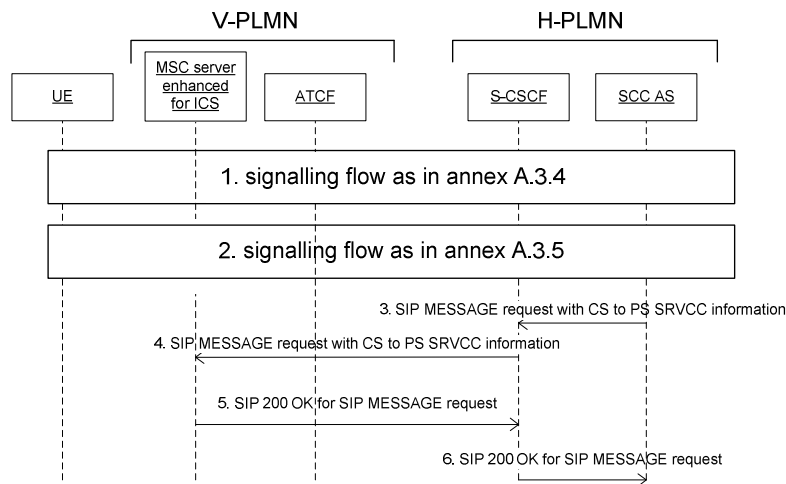 V-PLMN
H-PLMN
UE
MSC server
enhanced
for ICS
ATCF
S-CSCF
SCC AS
1. signalling flow as in annex A.3.4
2. signalling flow as in annex A.3.5
3. SIP MESSAGE request with CS to PS SRVCC information
4. SIP MESSAGE request with CS to PS SRVCC information
5. SIP 200 OK for SIP MESSAGE request
6. SIP 200 OK for SIP MESSAGE request